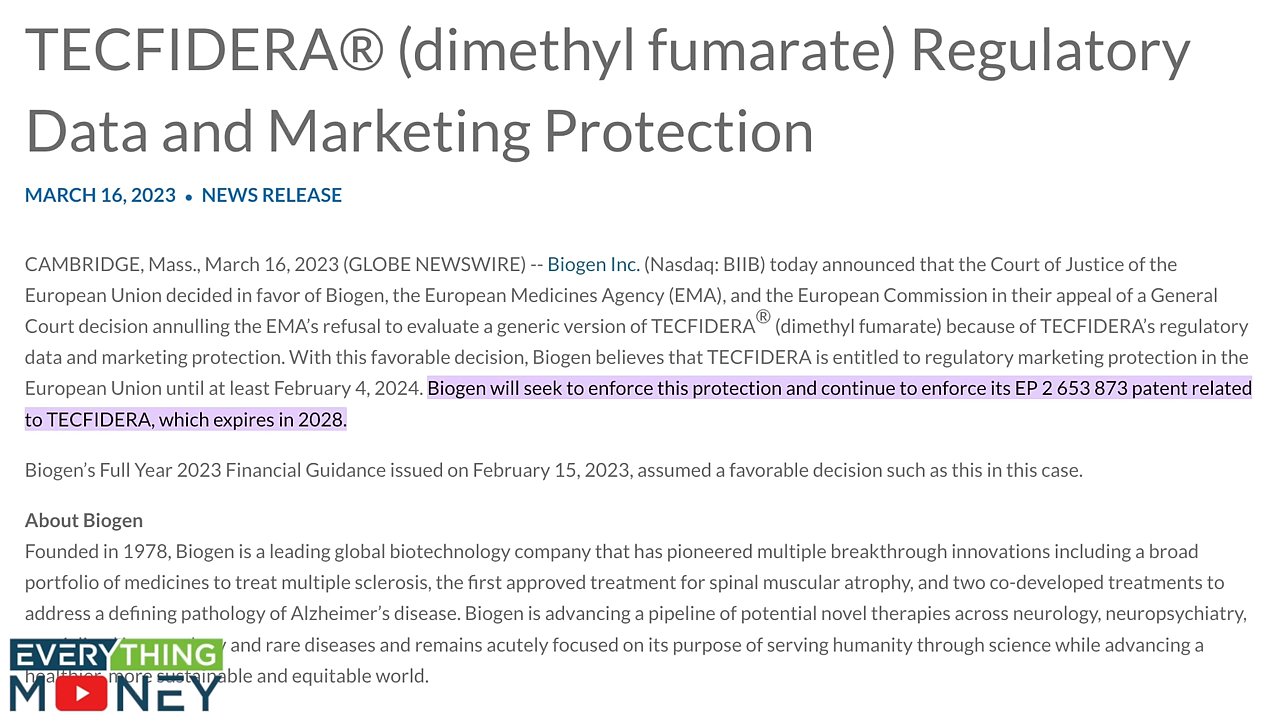 TECFIDERA® (dimethyl fumarate) Regulatory
Data and Marketing Protection
MARCH 16, 2023 • NEWS RELEASE
CAMBRIDGE, Mass., March 16, 2023 (GLOBE NEWSWIRE) -- Biogen Inc. (Nasdaq: BIIB) today announced that the Court of Justice of the
European Union decided in favor of Biogen, the European Medicines Agency (EMA), and the European Commission in their appeal of a General
Court decision annulling the EMA’s refusal to evaluate a generic version of TECFIDERA® (dimethyl fumarate) because of TECFIDERA’s regulatory
data and marketing protection. With this favorable decision, Biogen believes that TECFIDERA is entitled to regulatory marketing protection in the
European Union until at least February 4, 2024. Biogen will seek to enforce this protection and continue to enforce its EP 2 653 873 patent related
to TECFIDERA, which expires in 2028.
Biogen’s Full Year 2023 Financial Guidance issued on February 15, 2023, assumed a favorable decision such as this in this case.
About Biogen
Founded in 1978, Biogen is a leading global biotechnology company that has pioneered multiple breakthrough innovations including a broad
portfolio of medicines to treat multiple sclerosis, the first approved treatment for spinal muscular atrophy, and two co-developed treatments to
address a defining pathology of Alzheimer’s disease. Biogen is advancing a pipeline of potential novel therapies across neurology, neuropsychiatry,
and rare diseases and remains acutely focused on its purpose of serving humanity through science while advancing a
healthier, more sustainable and equitable world.
EVERYTHING
MONEY